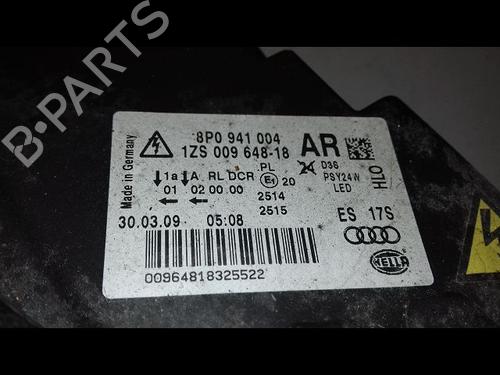 B-Parts
Made in Germany
8P0 941 004 AR
1ZS 009 648-18
PL D3S
1a A RL DCR E1 20 PSY24W
01 02 00 00 LED
2514 HLO
2515
30.03.09 05:08 ES 17S
00964818325522
HELLA